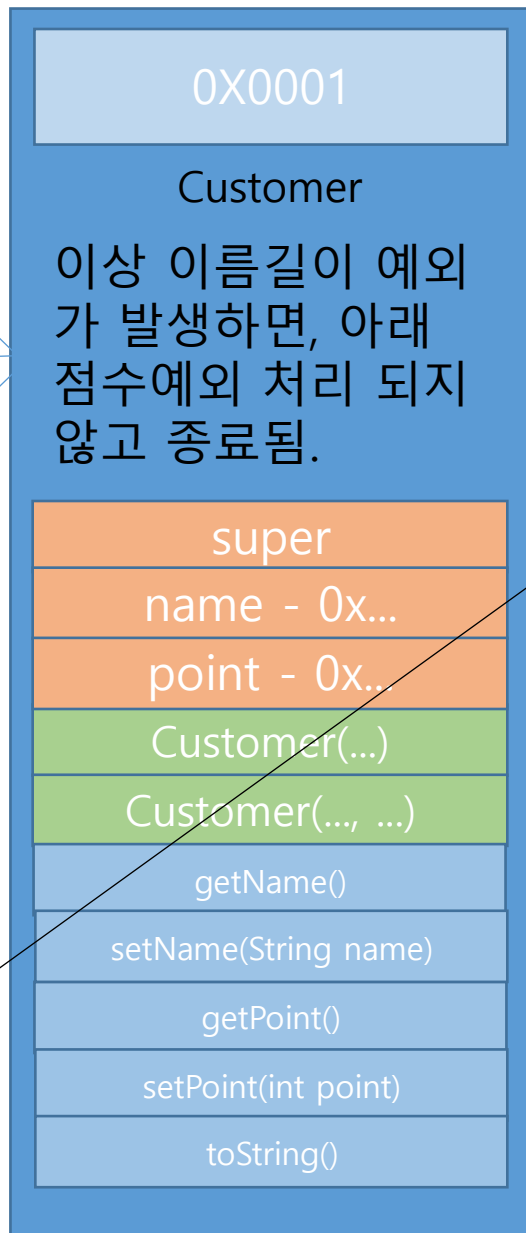 0X0001
Customer
이상 이름길이 예외
가 발생하면, 아래
점수예외 처리 되지
않고 종료됨.
super
name - 0x...
point - 0x...
Customer(...)
Customer(..., ...)
getName()
setName(String name)
getPoint()
setPoint(int point)
toString()